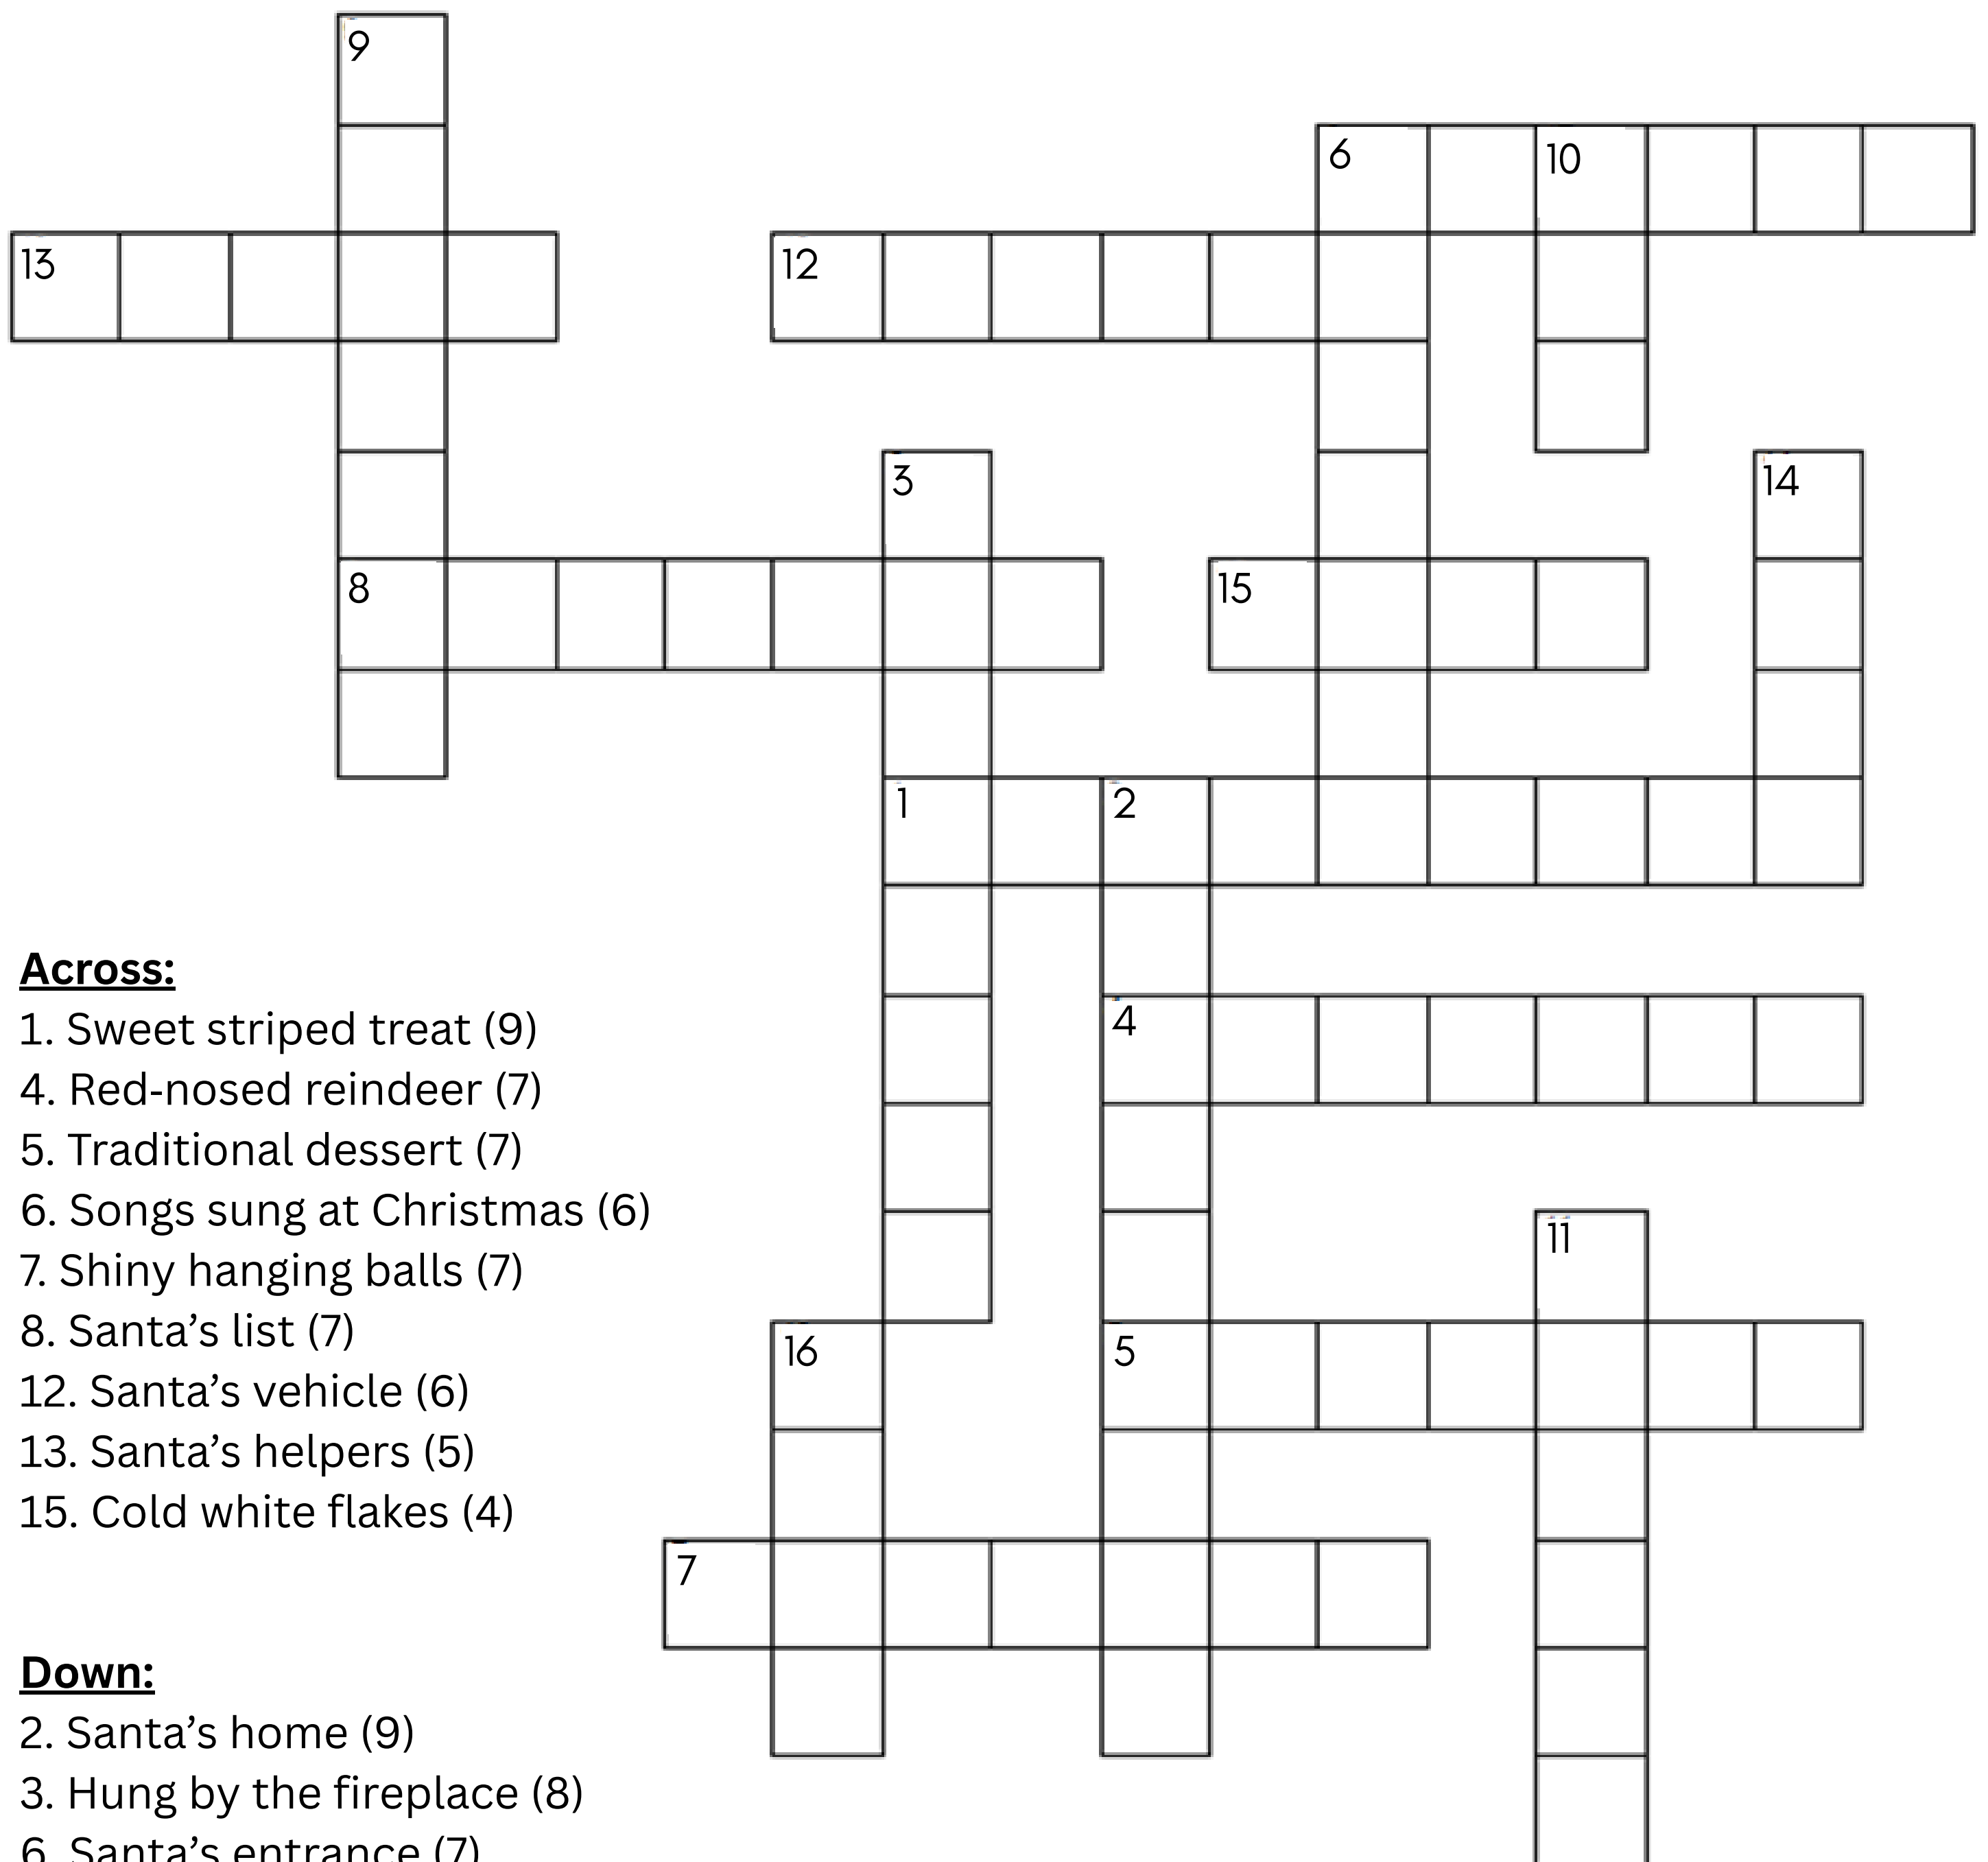 9
6 10
13 12
3 14
8 15
1 2
4
11
16 5
7
Across:
1. Sweet striped treat (9)
4. Red-nosed reindeer (7)
5. Traditional dessert (7)
6. Songs sung at Christmas (6)
7. Shiny hanging balls (7)
8. Santa’s list (7)
12. Santa’s vehicle (6)
13. Santa’s helpers (5)
15. Cold white flakes (4)
Down:
2. Santa’s home (9)
3. Hung by the fireplace (8)
6. Santa’s entrance (7)